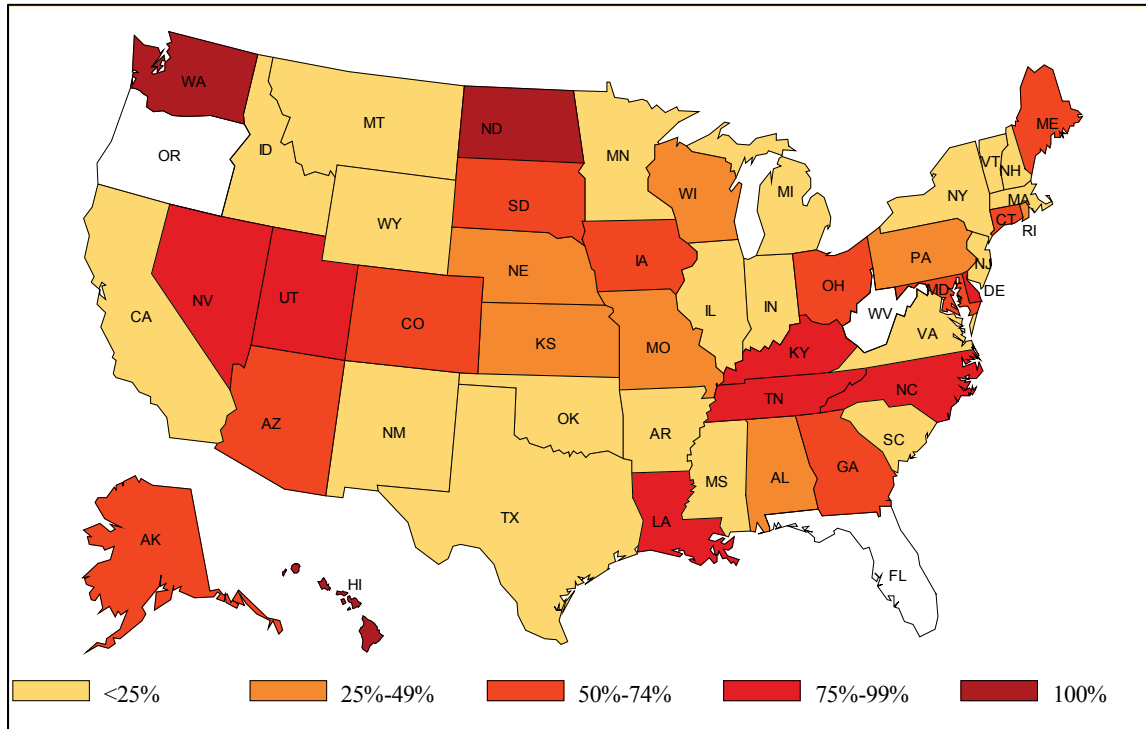 WA
MT
ND
MN
ME
OR
ID
WI
MI
VT
NH
NY
MA
SD
WY
CT
RI
IA
PA
NE
NJ
OH
MD
DE
NV
UT
IL
IN
WV
CA
CO
VA
KS
MO
KY
NC
TN
AZ
OK
NM
AR
SC
GA
MS
AL
TX
LA
AK
FL
HI
<25%
25%-49%
50%-74%
75%-99%
100%